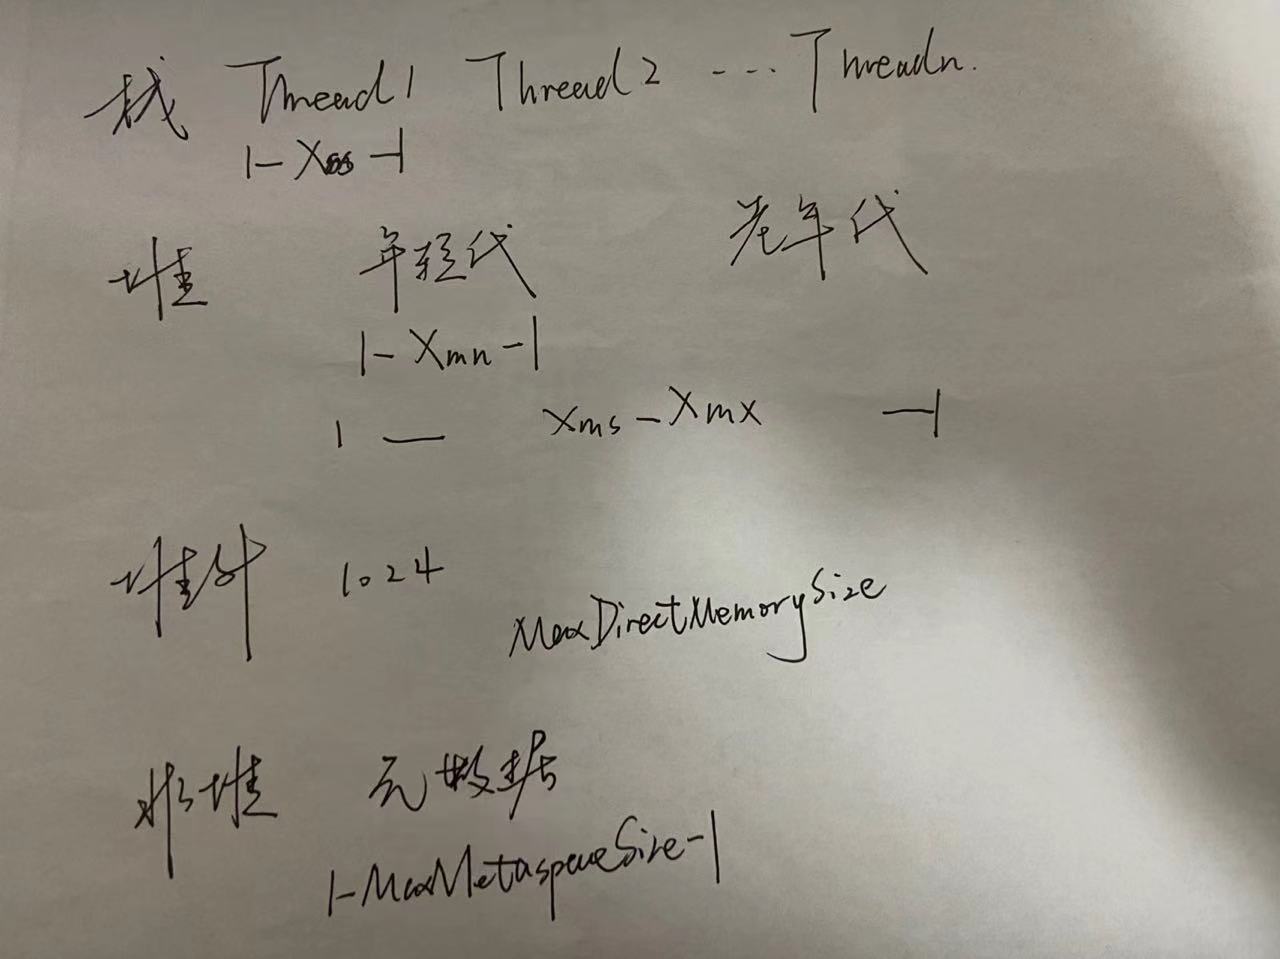 栈 Thread1 Thread2 ... Threadn.
|- Xss -|
堆 年轻代 老年代
|- Xmn -|
| — Xms - Xmx —|
堆外 1024 MaxDirectMemorySize
非堆 元数据
|- MaxMetaspaceSize -|